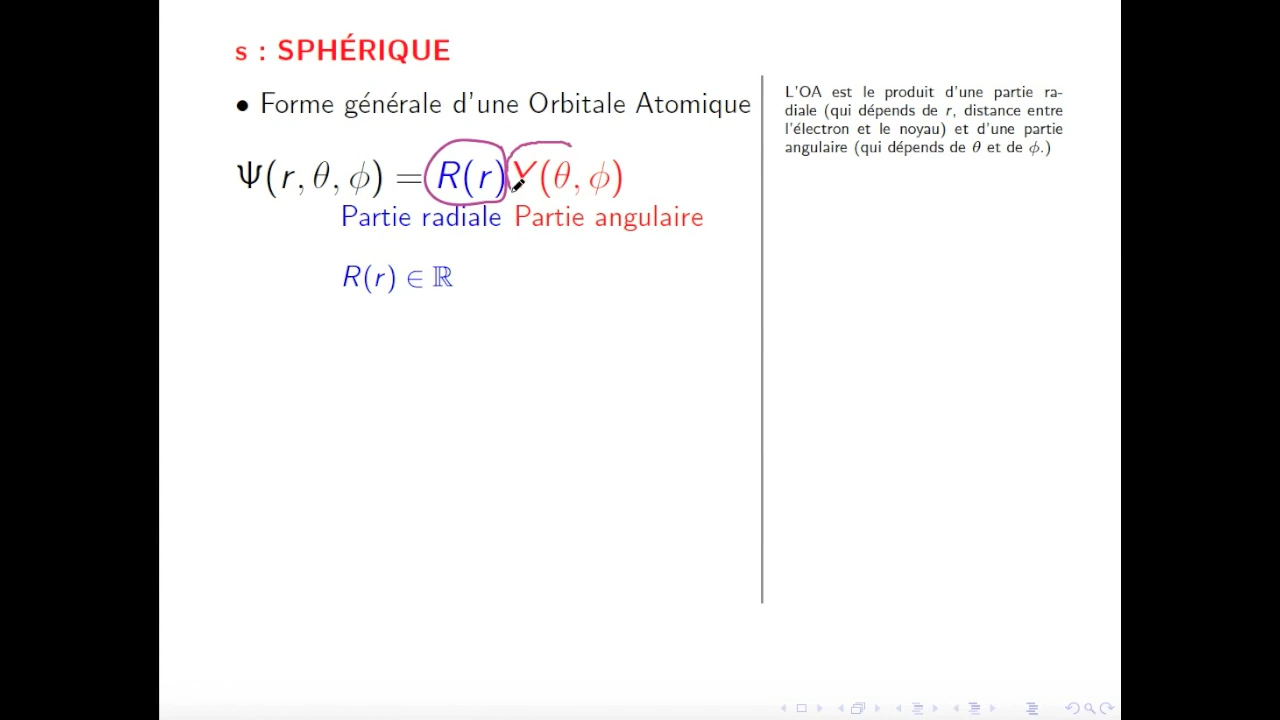 s : SPHÉRIQUE
• Forme générale d'une Orbitale Atomique
Ψ(r, θ, ϕ) = R(r) Y(θ, ϕ)
Partie radiale Partie angulaire
R(r) ∈ ℝ
L'OA est le produit d'une partie ra-
diale (qui dépends de r, distance entre
l'électron et le noyau) et d'une partie
angulaire (qui dépends de θ et de ϕ.)